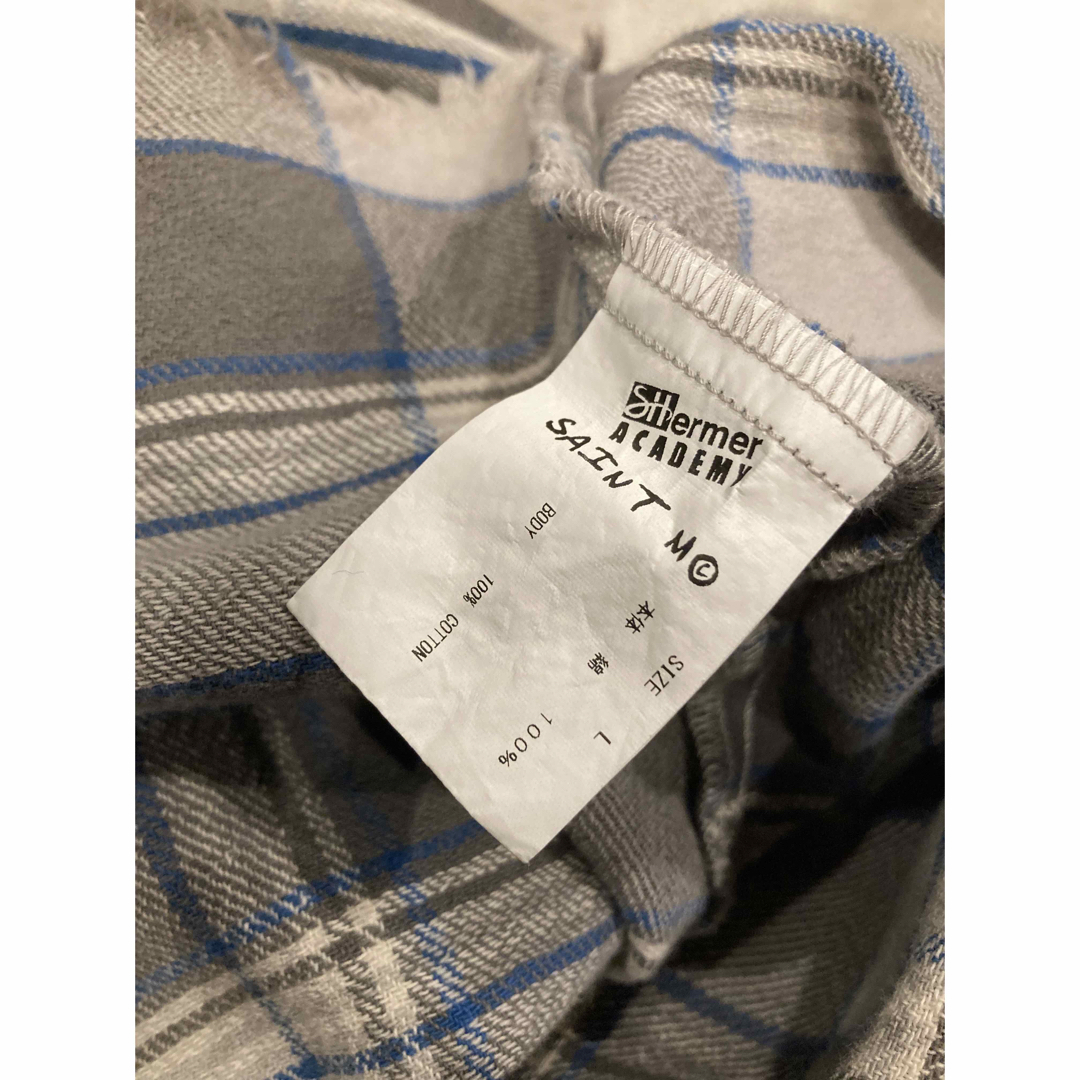 SHermer
ACADEMY
SAINT M©
SIZE L
本体 綿 100%
BODY 100% COTTON